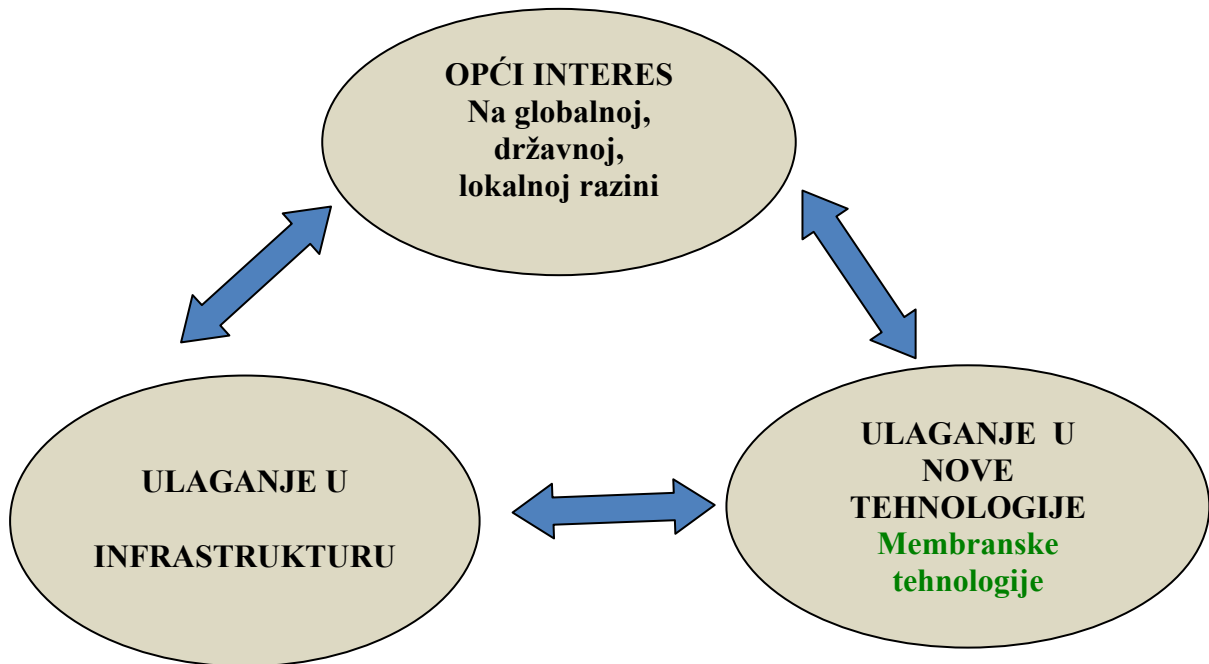 OPĆI INTERES
Na globalnoj,
državnoj,
lokalnoj razini
ULAGANJE U
INFRASTRUKTURU
ULAGANJE U
NOVE
TEHNOLOGIJE
Membranske
tehnologije